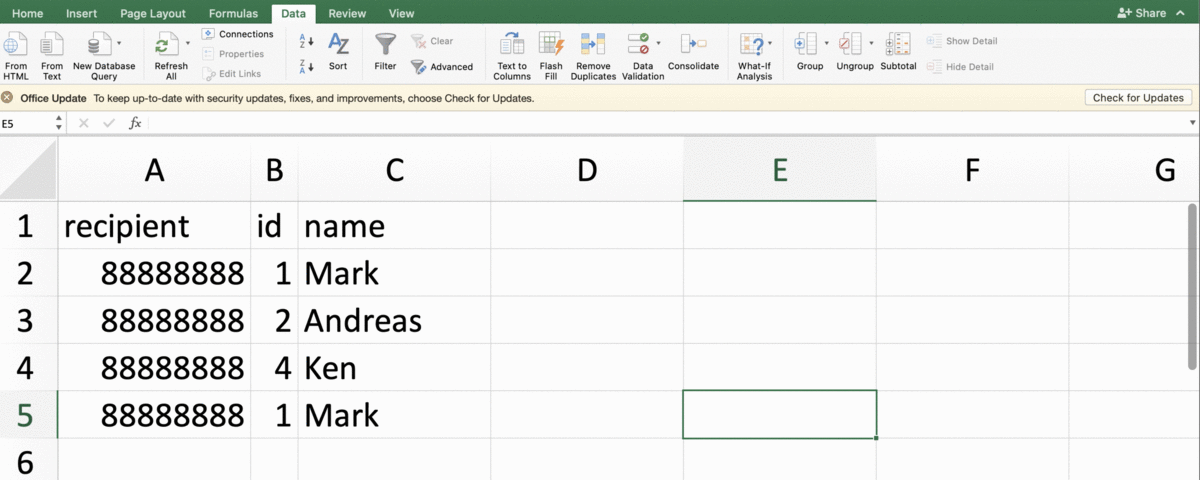 Home Insert Page Layout Formulas Data Review View Share
From HTML
From Text
New Database Query
Refresh All
Connections
Properties
Edit Links
A Z
Z A
AZ
Sort
Filter
Clear
Advanced
Text to Columns
Flash Fill
Remove Duplicates
Data Validation
Consolidate
What-If Analysis
Group
Ungroup
Subtotal
Show Detail
Hide Detail
Office Update To keep up-to-date with security updates, fixes, and improvements, choose Check for Updates. Check for Updates
E5 fx
A B C D E F G
1 recipient id name
2 88888888 1 Mark
3 88888888 2 Andreas
4 88888888 4 Ken
5 88888888 1 Mark
6